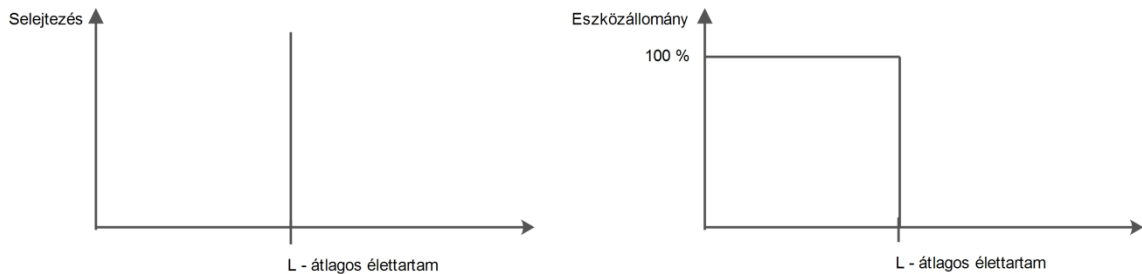 Selejtezés
L - átlagos élettartam
Eszközállomány
100 %
L - átlagos élettartam